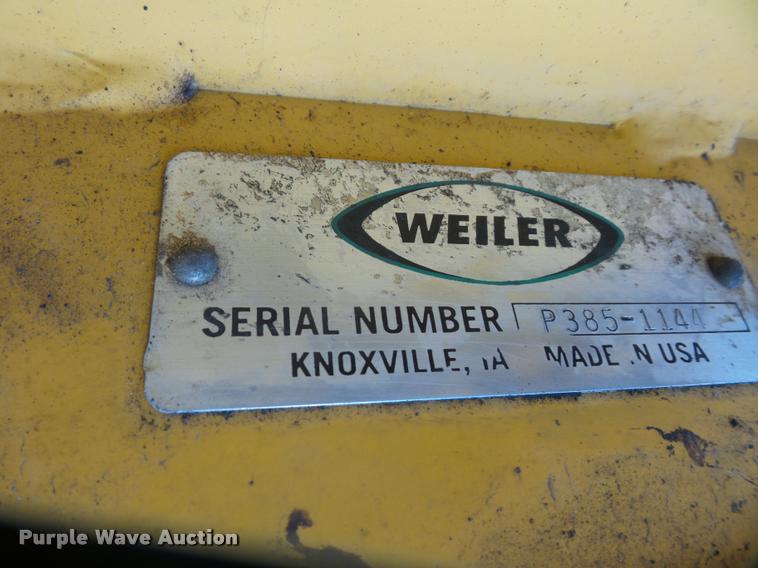 WEILER
SERIAL NUMBER P385-1144
KNOXVILLE, IA MADE IN USA
Purple Wave Auction